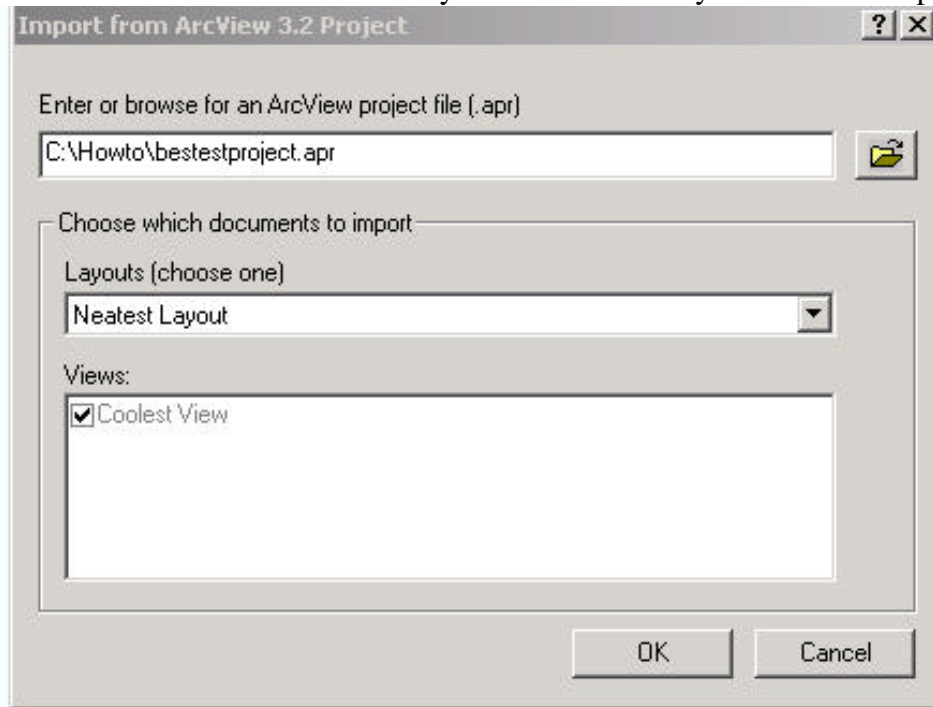 Import from ArcView 3.2 Project
Enter or browse for an ArcView project file (.apr)
C:\Howto\bestestproject.apr
Choose which documents to import
Layouts (choose one)
Neatest Layout
Views:
Coolest View
OK
Cancel